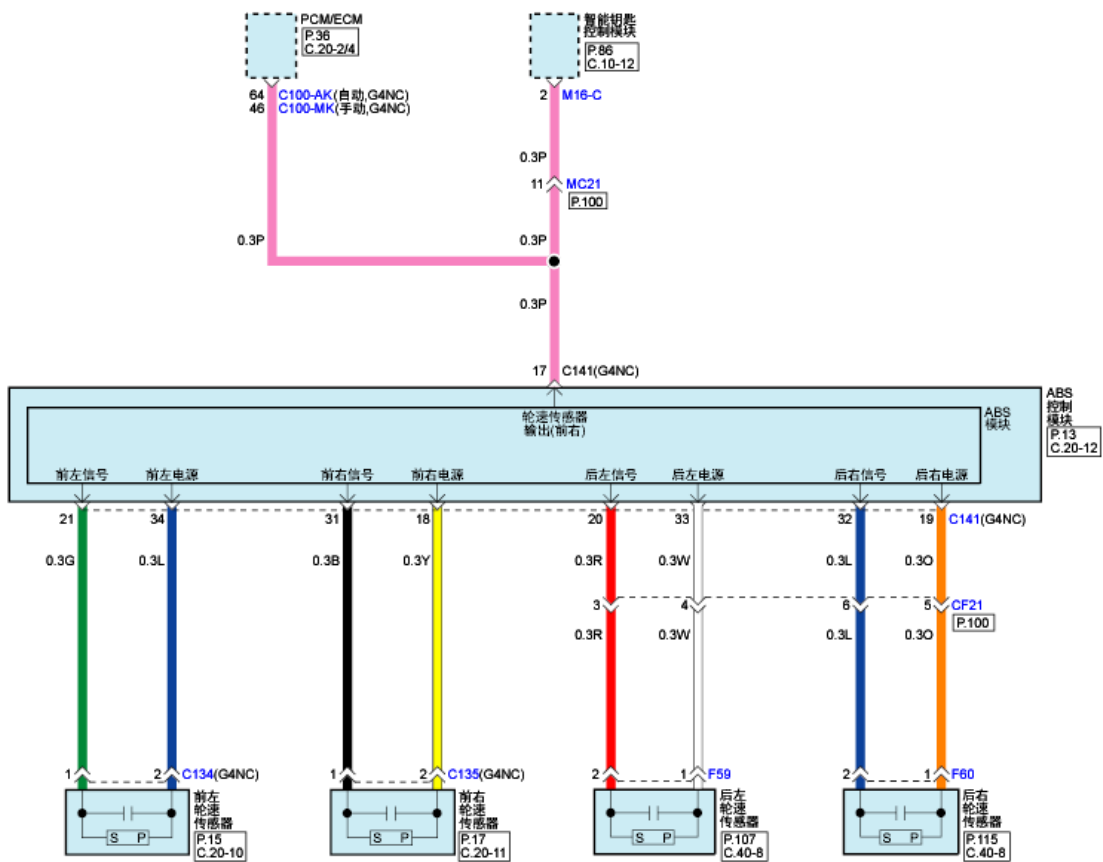 PCM/ECM
P.36
C.20-2/4
智能钥匙
控制模块
P.86
C.10-12
64 C100-AK(自动,G4NC)
46 C100-MK(手动,G4NC)
2 M16-C
0.3P
11 MC21
P.100
0.3P
0.3P
0.3P
17 C141(G4NC)
ABS
控制
模块
P.13
C.20-12
ABS
模块
轮速传感器
输出(前右)
前左信号
前左电源
前右信号
前右电源
后左信号
后左电源
后右信号
后右电源
21
34
31
18
20
33
32
19 C141(G4NC)
0.3G
0.3L
0.3B
0.3Y
0.3R
0.3W
0.3L
0.3O
3
4
6
5 CF21
P.100
0.3R
0.3W
0.3L
0.3O
1
2 C134(G4NC)
1
2 C135(G4NC)
2
1 F59
2
1 F60
S P
前左
轮速
传感器
P.15
C.20-10
S P
前右
轮速
传感器
P.17
C.20-11
S P
后左
轮速
传感器
P.107
C.40-8
S P
后右
轮速
传感器
P.115
C.40-8